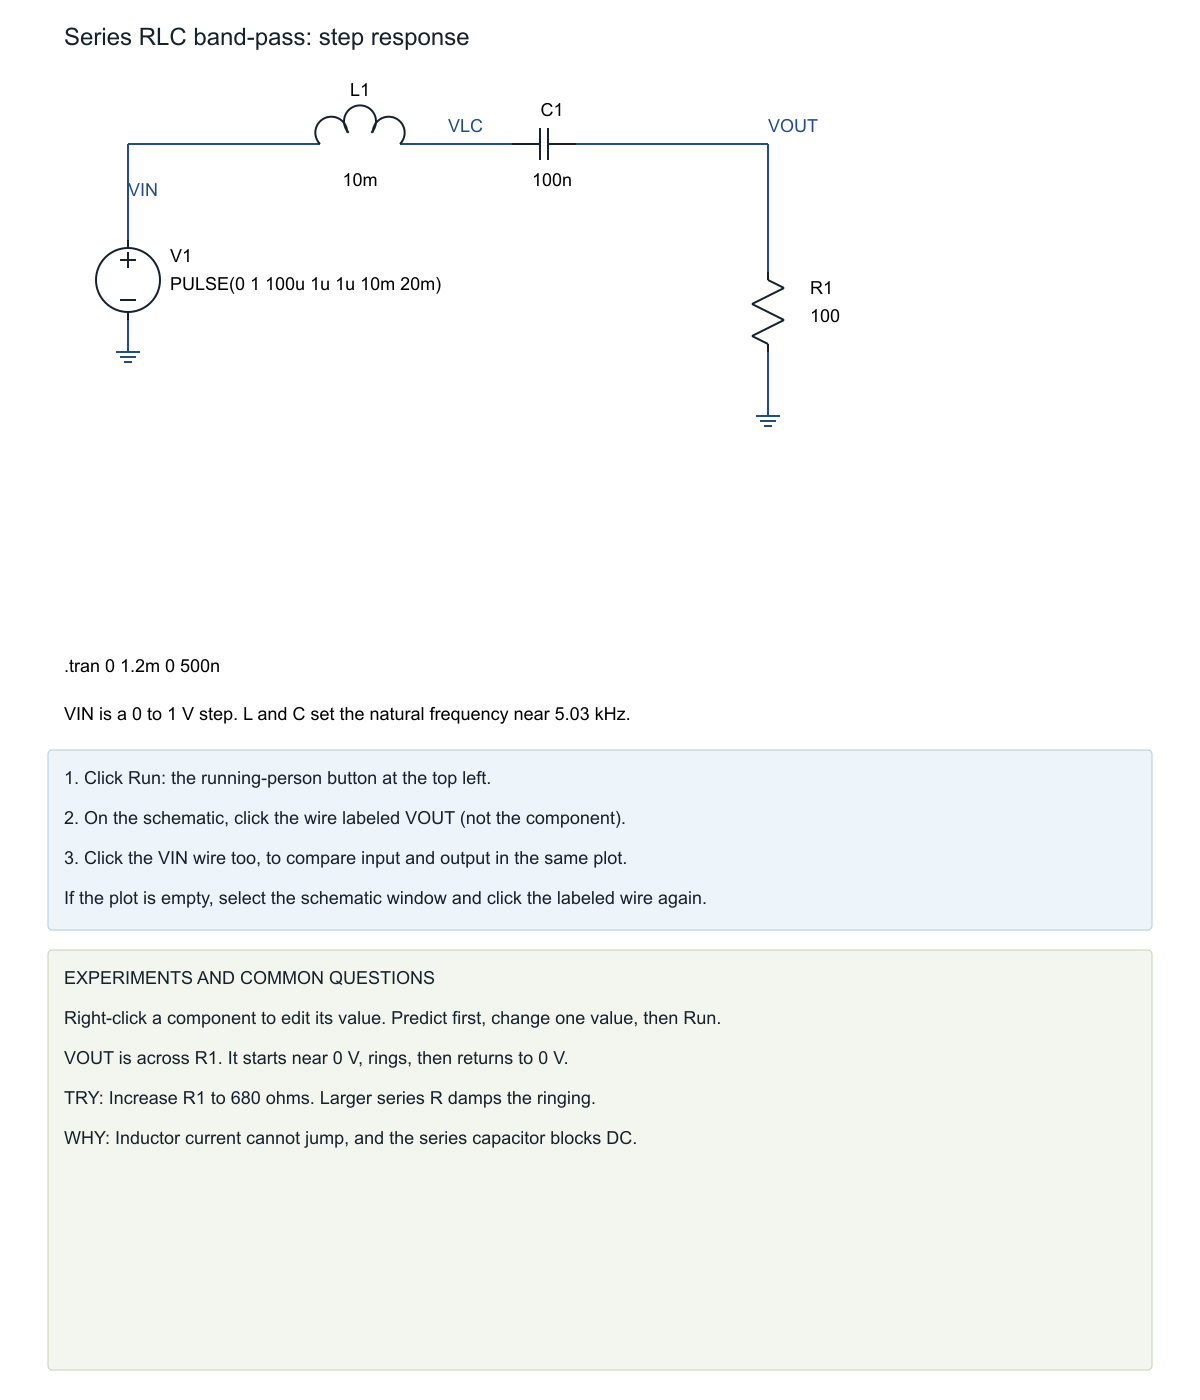 Series RLC band-pass: step response
L1
C1
VLC
VOUT
10m
100n
VIN
V1
PULSE(0 1 100u 1u 1u 10m 20m)
R1
100
.tran 0 1.2m 0 500n
VIN is a 0 to 1 V step. L and C set the natural frequency near 5.03 kHz.
1. Click Run: the running-person button at the top left.
2. On the schematic, click the wire labeled VOUT (not the component).
3. Click the VIN wire too, to compare input and output in the same plot.
If the plot is empty, select the schematic window and click the labeled wire again.
EXPERIMENTS AND COMMON QUESTIONS
Right-click a component to edit its value. Predict first, change one value, then Run.
VOUT is across R1. It starts near 0 V, rings, then returns to 0 V.
TRY: Increase R1 to 680 ohms. Larger series R damps the ringing.
WHY: Inductor current cannot jump, and the series capacitor blocks DC.